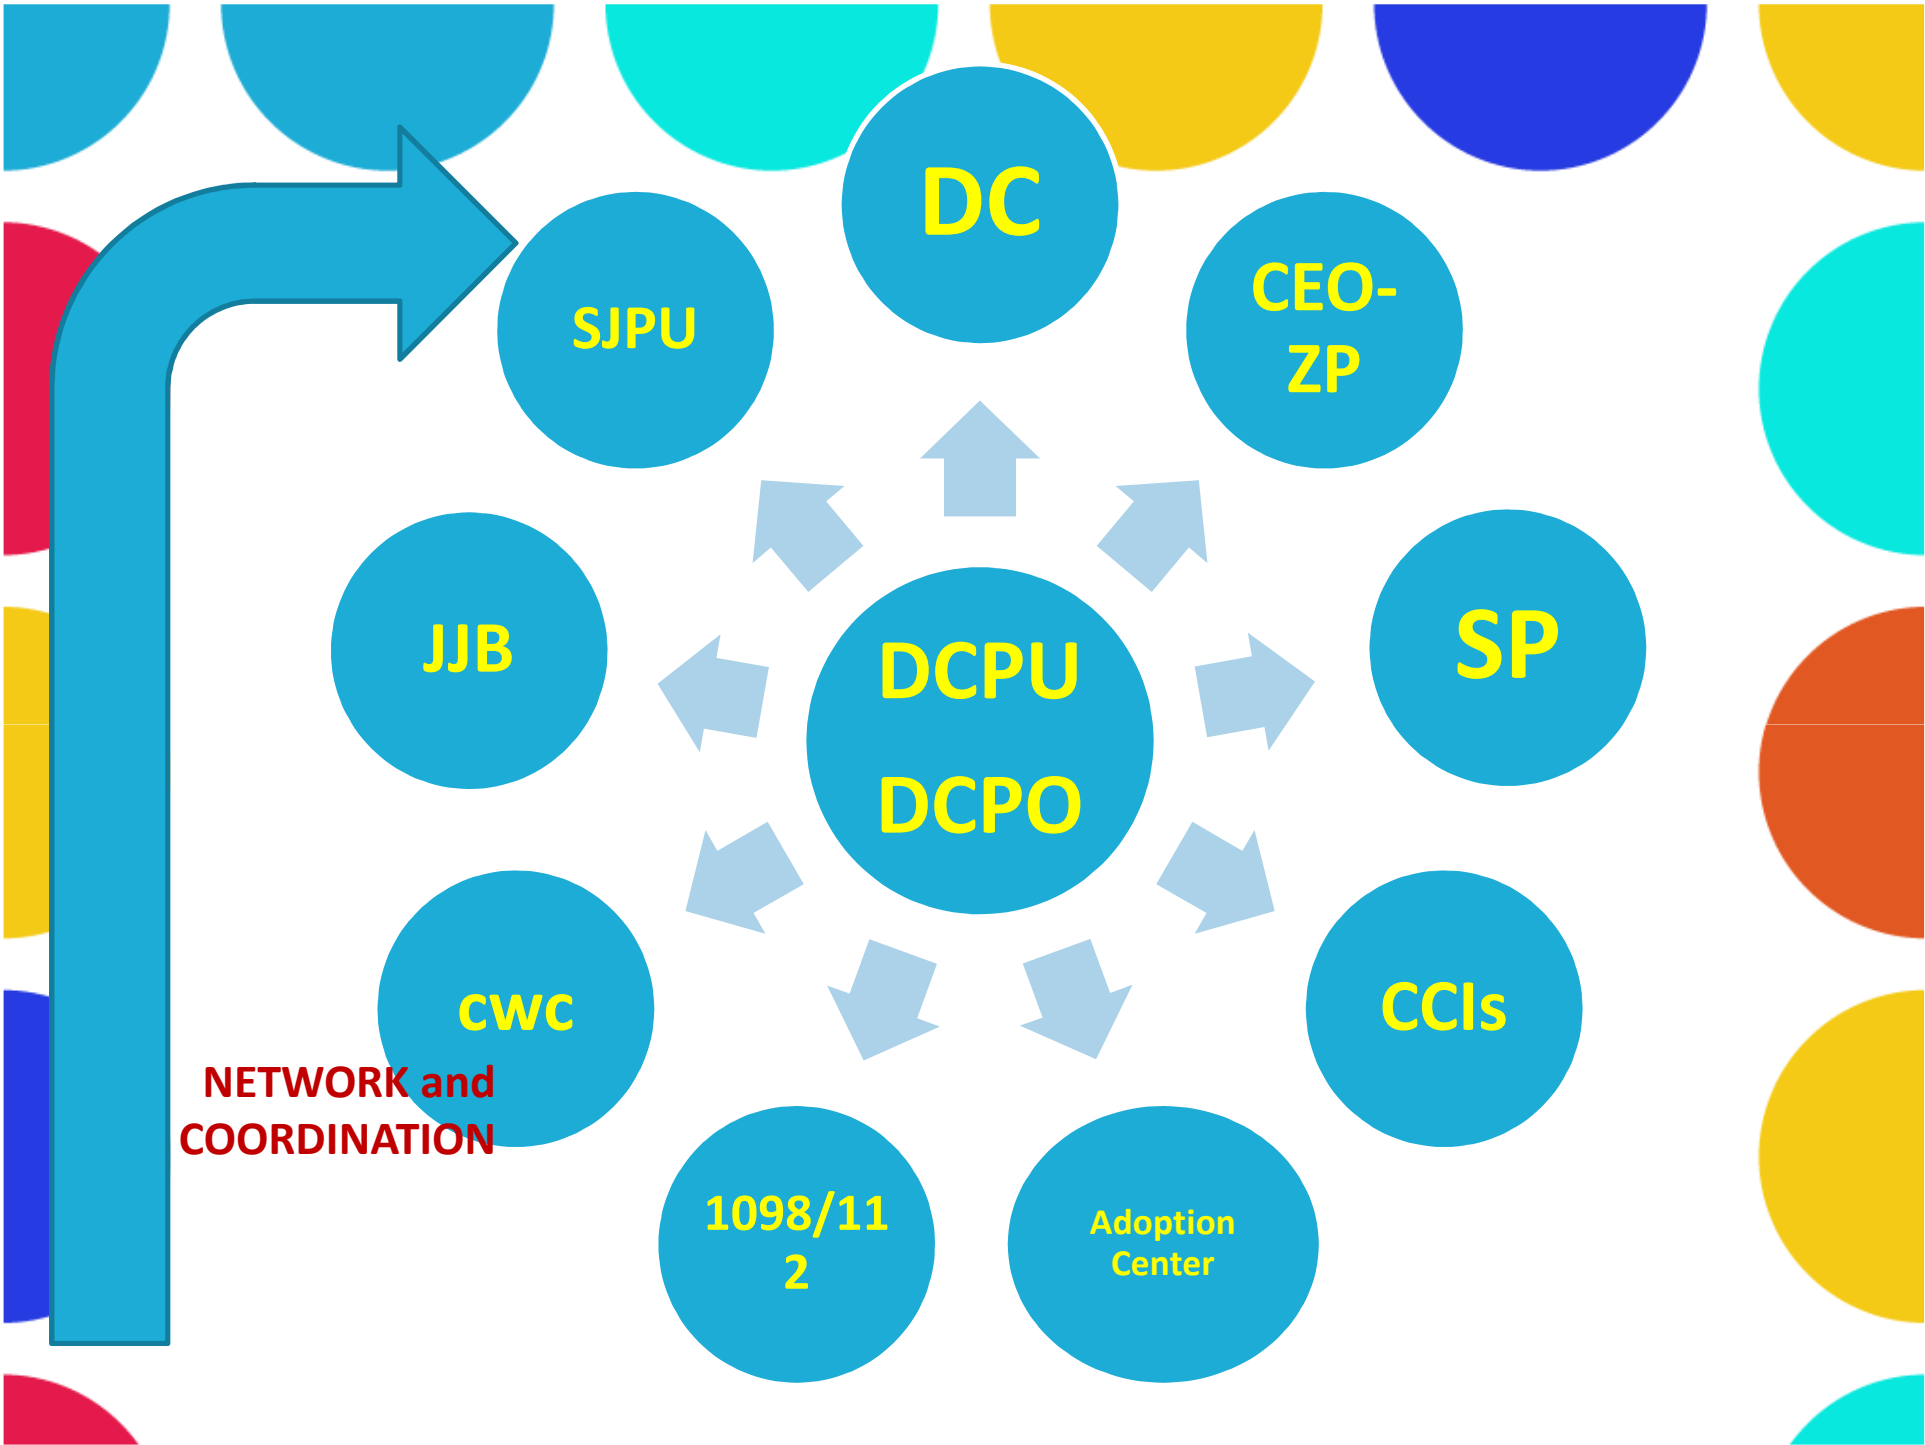 DC
CEO-
ZP
SJPU
SP
JJB
DCPU
DCPO
CCIs
cwc
NETWORK and
COORDINATION
1098/11
2
Adoption
Center